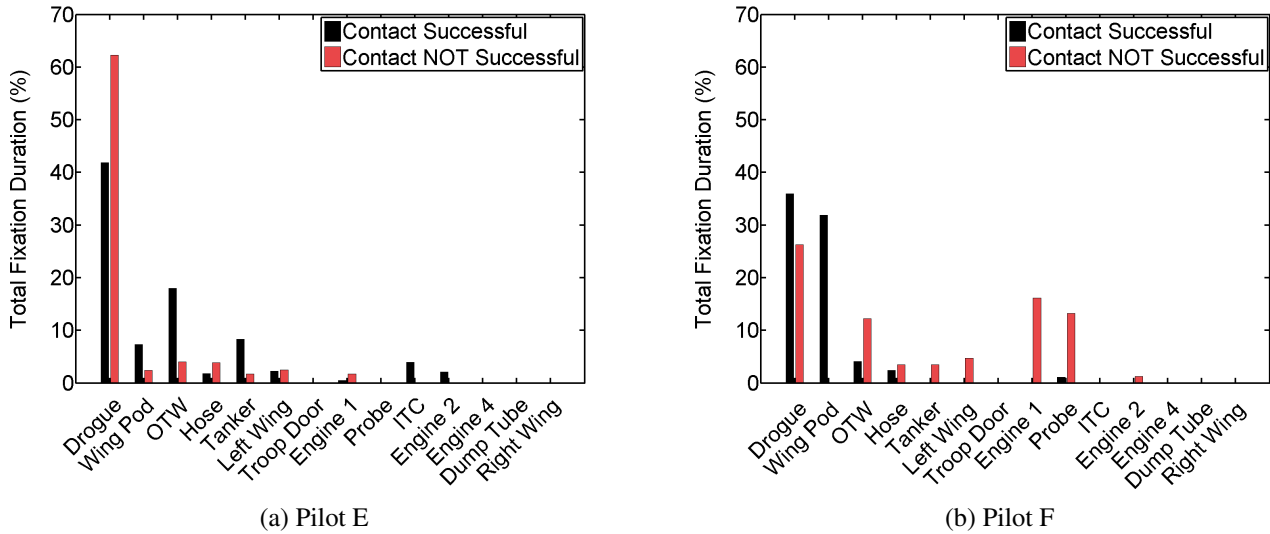 70
60
50
40
30
20
10
0
Total Fixation Duration (%)
Contact Successful
Contact NOT Successful
Drogue
Wing Pod
OTW
Hose
Tanker
Left Wing
Troop Door
Engine 1
Probe
ITC
Engine 2
Engine 4
Dump Tube
Right Wing
(a) Pilot E
70
60
50
40
30
20
10
0
Total Fixation Duration (%)
Contact Successful
Contact NOT Successful
Drogue
Wing Pod
OTW
Hose
Tanker
Left Wing
Troop Door
Engine 1
Probe
ITC
Engine 2
Engine 4
Dump Tube
Right Wing
(b) Pilot F